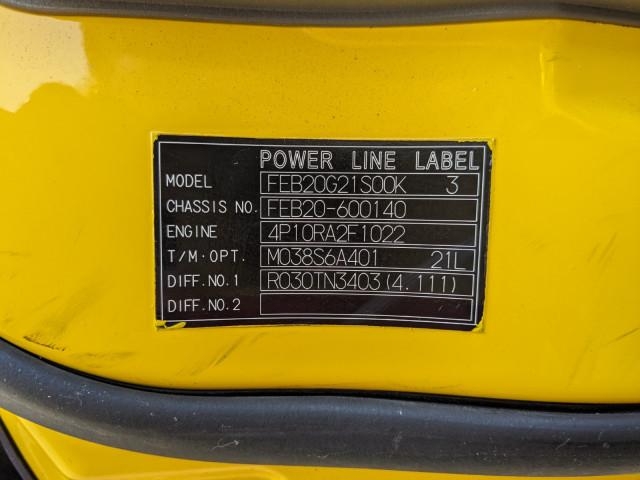 POWER LINE LABEL
MODEL FEB20G21S00K 3
CHASSIS NO. FEB20-600140
ENGINE 4P10RA2F1022
T/M·OPT. M038S6A401 21L
DIFF.NO.1 R030TN3403(4.111)
DIFF.NO.2